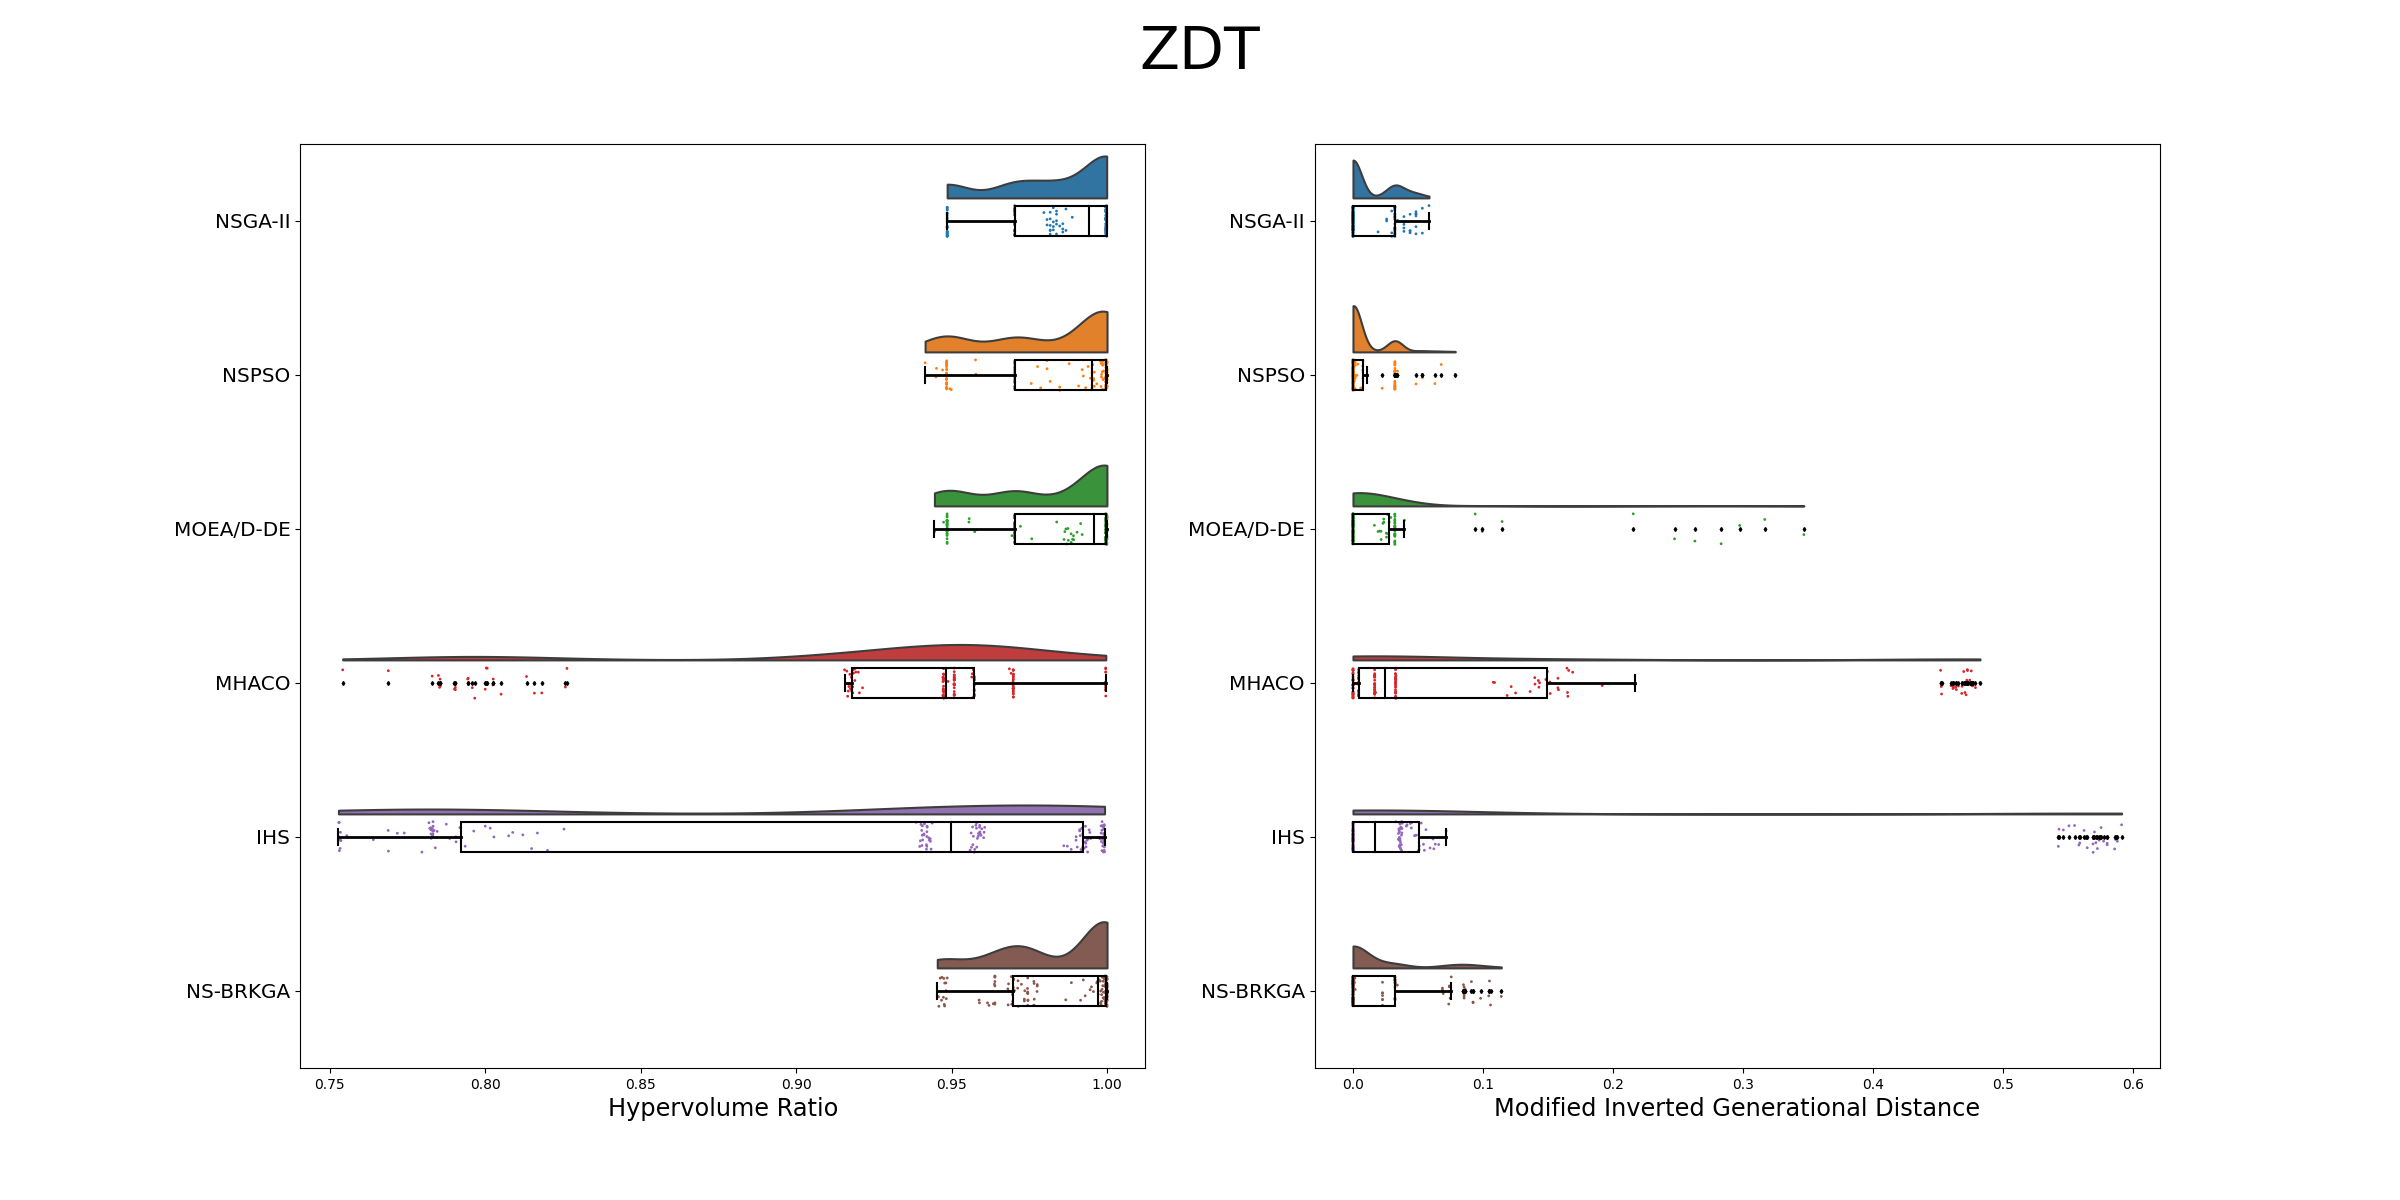 ZDT
NSGA-II
NSPSO
MOEA/D-DE
MHACO
IHS
NS-BRKGA
0.75 0.80 0.85 0.90 0.95 1.00
Hypervolume Ratio
NSGA-II
NSPSO
MOEA/D-DE
MHACO
IHS
NS-BRKGA
0.0 0.1 0.2 0.3 0.4 0.5 0.6
Modified Inverted Generational Distance